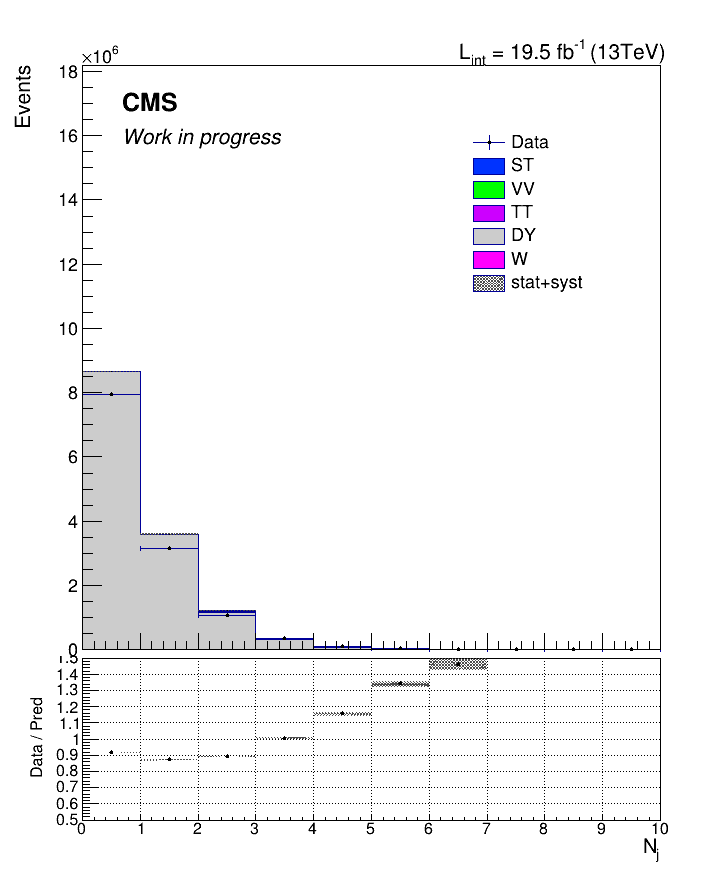 ×10⁶
L_int = 19.5 fb⁻¹ (13TeV)
Events
18
16
14
12
10
8
6
4
2
0
CMS
Work in progress
Data
ST
VV
TT
DY
W
stat+syst
Data / Pred
1.5
1.4
1.3
1.2
1.1
1
0.9
0.8
0.7
0.6
0.5
0 1 2 3 4 5 6 7 8 9 10
N_j